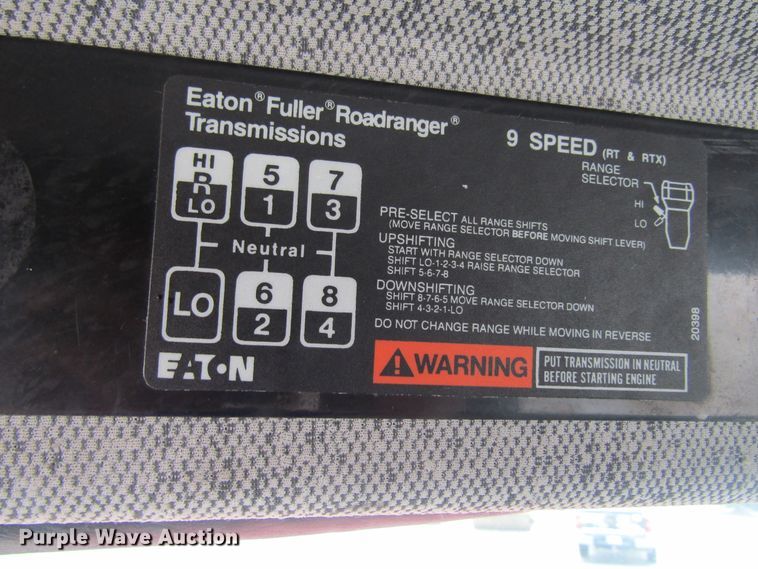 Eaton® Fuller® Roadranger®
Transmissions
9 SPEED (RT & RTX)
HI
R
LO
5
1
7
3
Neutral
LO
6
2
8
4
RANGE
SELECTOR
HI
LO
PRE-SELECT ALL RANGE SHIFTS
(MOVE RANGE SELECTOR BEFORE MOVING SHIFT LEVER)
UPSHIFTING
START WITH RANGE SELECTOR DOWN
SHIFT LO-1-2-3-4 RAISE RANGE SELECTOR
SHIFT 5-6-7-8
DOWNSHIFTING
SHIFT 8-7-6-5 MOVE RANGE SELECTOR DOWN
SHIFT 4-3-2-1-LO
DO NOT CHANGE RANGE WHILE MOVING IN REVERSE
20398
EATON
WARNING
PUT TRANSMISSION IN NEUTRAL
BEFORE STARTING ENGINE
Purple Wave Auction